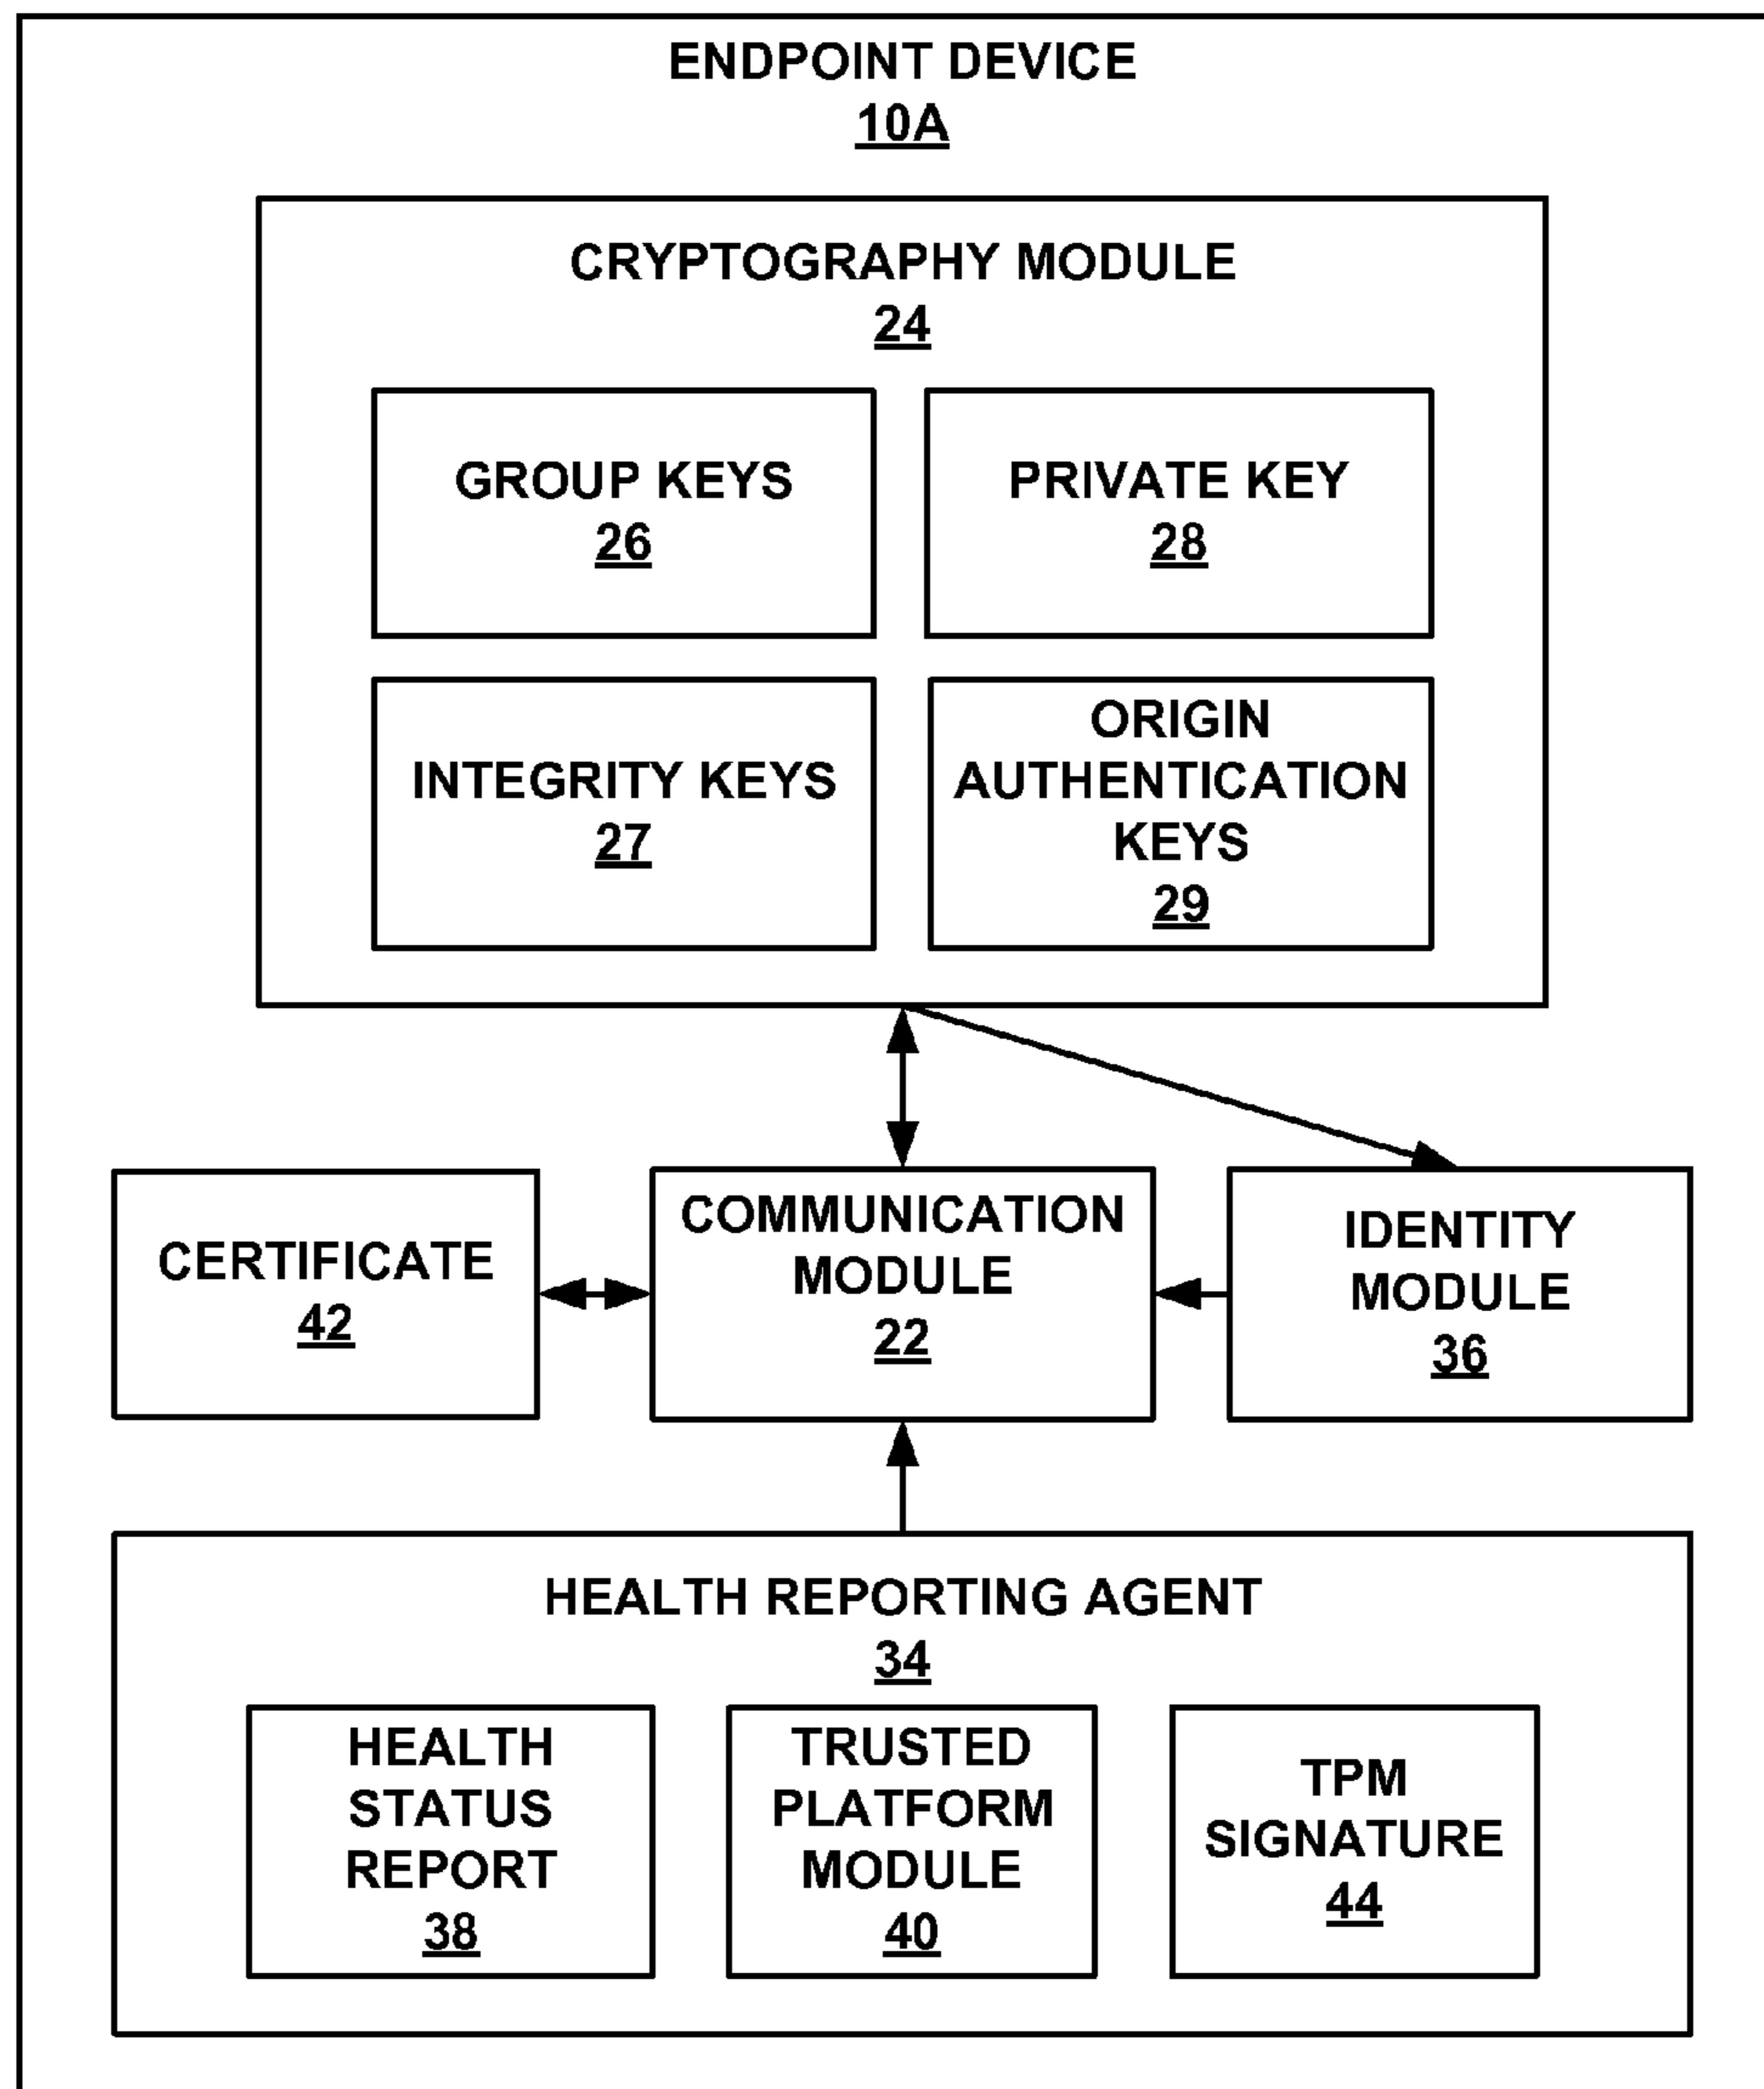 ENDPOINT DEVICE
10A
CRYPTOGRAPHY MODULE
24
GROUP KEYS
26
PRIVATE KEY
28
INTEGRITY KEYS
27
ORIGIN
AUTHENTICATION
KEYS
29
CERTIFICATE
42
COMMUNICATION
MODULE
22
IDENTITY
MODULE
36
HEALTH REPORTING AGENT
34
HEALTH
STATUS
REPORT
38
TRUSTED
PLATFORM
MODULE
40
TPM
SIGNATURE
44